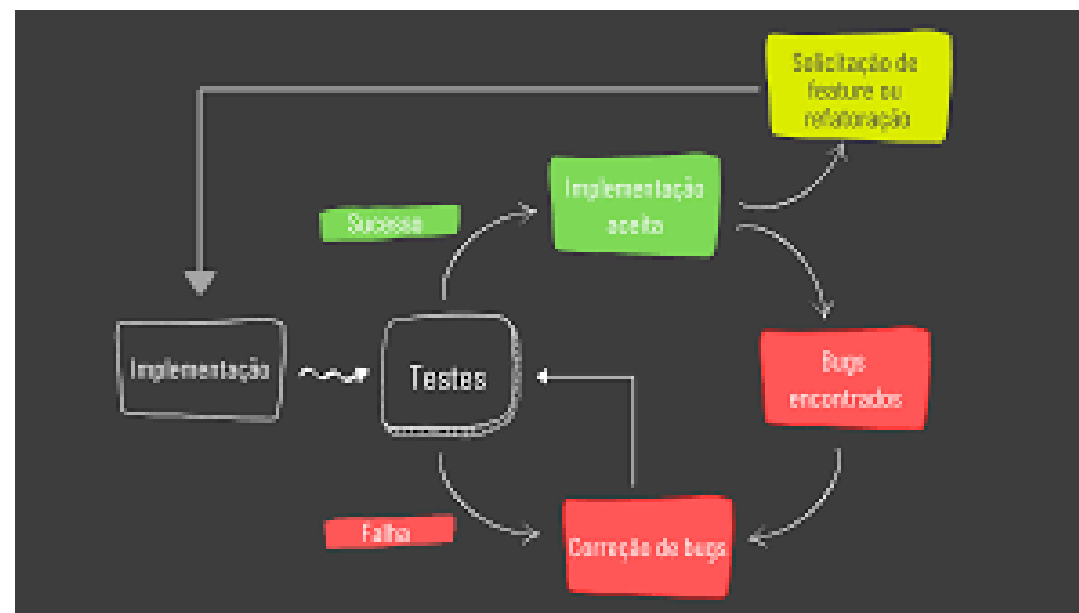 Solicitação de
feature ou
refatoração
Implementação
aceita
Sucesso
Implementação
Testes
Bugs
encontrados
Falha
Correção de bugs